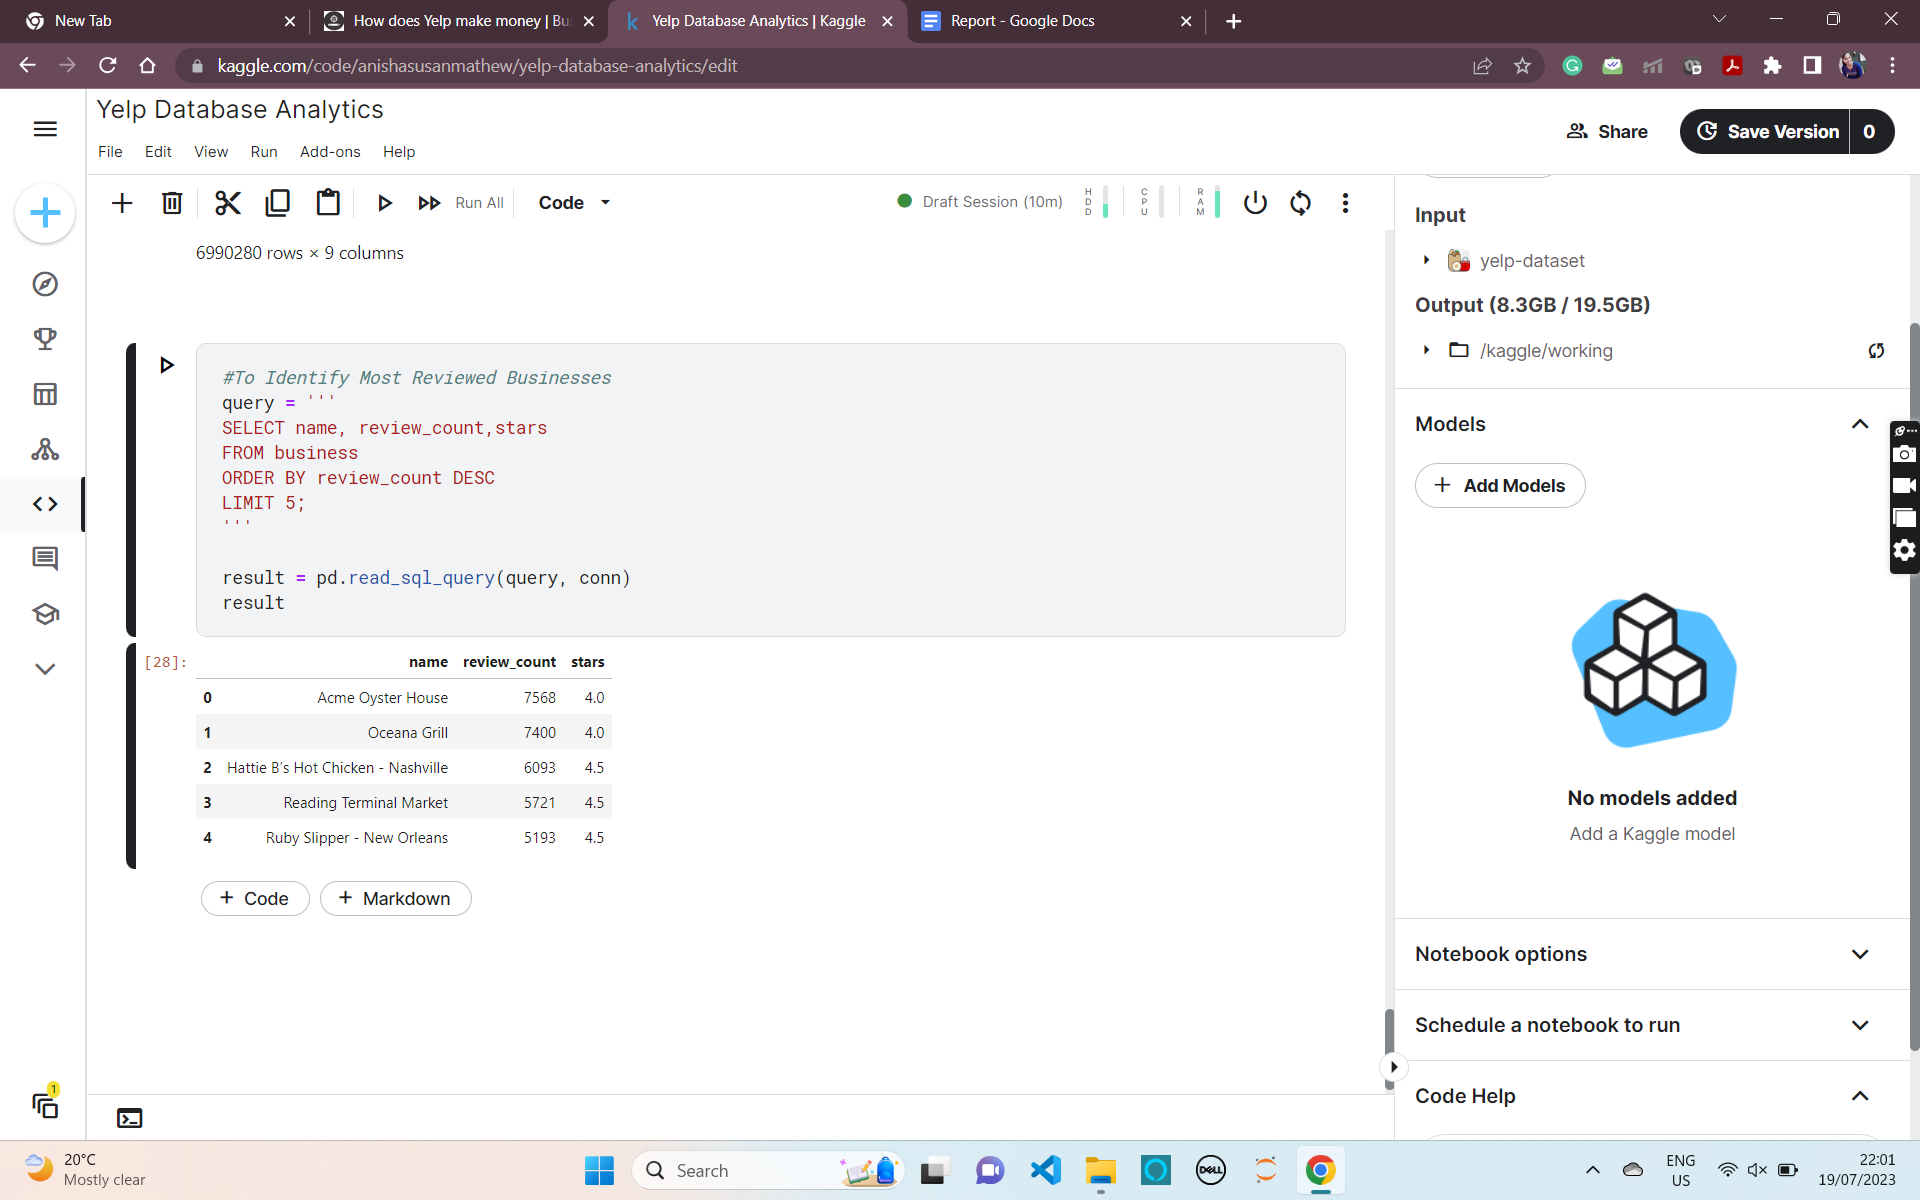 New Tab
How does Yelp make money | Bu
Yelp Database Analytics | Kaggle
Report - Google Docs
kaggle.com/code/anishasusanmathew/yelp-database-analytics/edit
Yelp Database Analytics
File Edit View Run Add-ons Help
Share
Save Version 0
Run All
Code
Draft Session (10m)
HDD
CPU
RAM
6990280 rows × 9 columns
#To Identify Most Reviewed Businesses
query = '''
SELECT name, review_count,stars
FROM business
ORDER BY review_count DESC
LIMIT 5;
'''
result = pd.read_sql_query(query, conn)
result
[28]:
name review_count stars
0 Acme Oyster House 7568 4.0
1 Oceana Grill 7400 4.0
2 Hattie B’s Hot Chicken - Nashville 6093 4.5
3 Reading Terminal Market 5721 4.5
4 Ruby Slipper - New Orleans 5193 4.5
+ Code
+ Markdown
Input
yelp-dataset
Output (8.3GB / 19.5GB)
/kaggle/working
Models
+ Add Models
No models added
Add a Kaggle model
Notebook options
Schedule a notebook to run
Code Help
1
20°C
Mostly clear
Search
DELL
ENG
US
22:01
19/07/2023